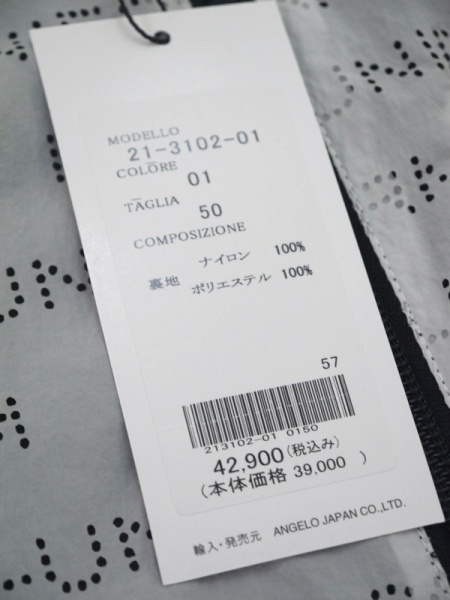 MODELLO
21-3102-01
COLORE
01
TAGLIA
50
COMPOSIZIONE
ナイロン 100%
裏地 ポリエステル 100%
57
213102-01 0150
42,900(税込み)
(本体価格 39,000 )
輸入・発売元 ANGELO JAPAN CO.,LTD.